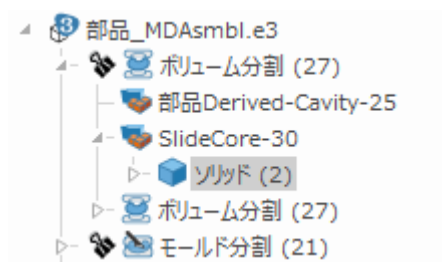 部品_MDAsmbl.e3
ボリューム分割 (27)
部品Derived-Cavity-25
SlideCore-30
ソリッド (2)
ボリューム分割 (27)
モールド分割 (21)